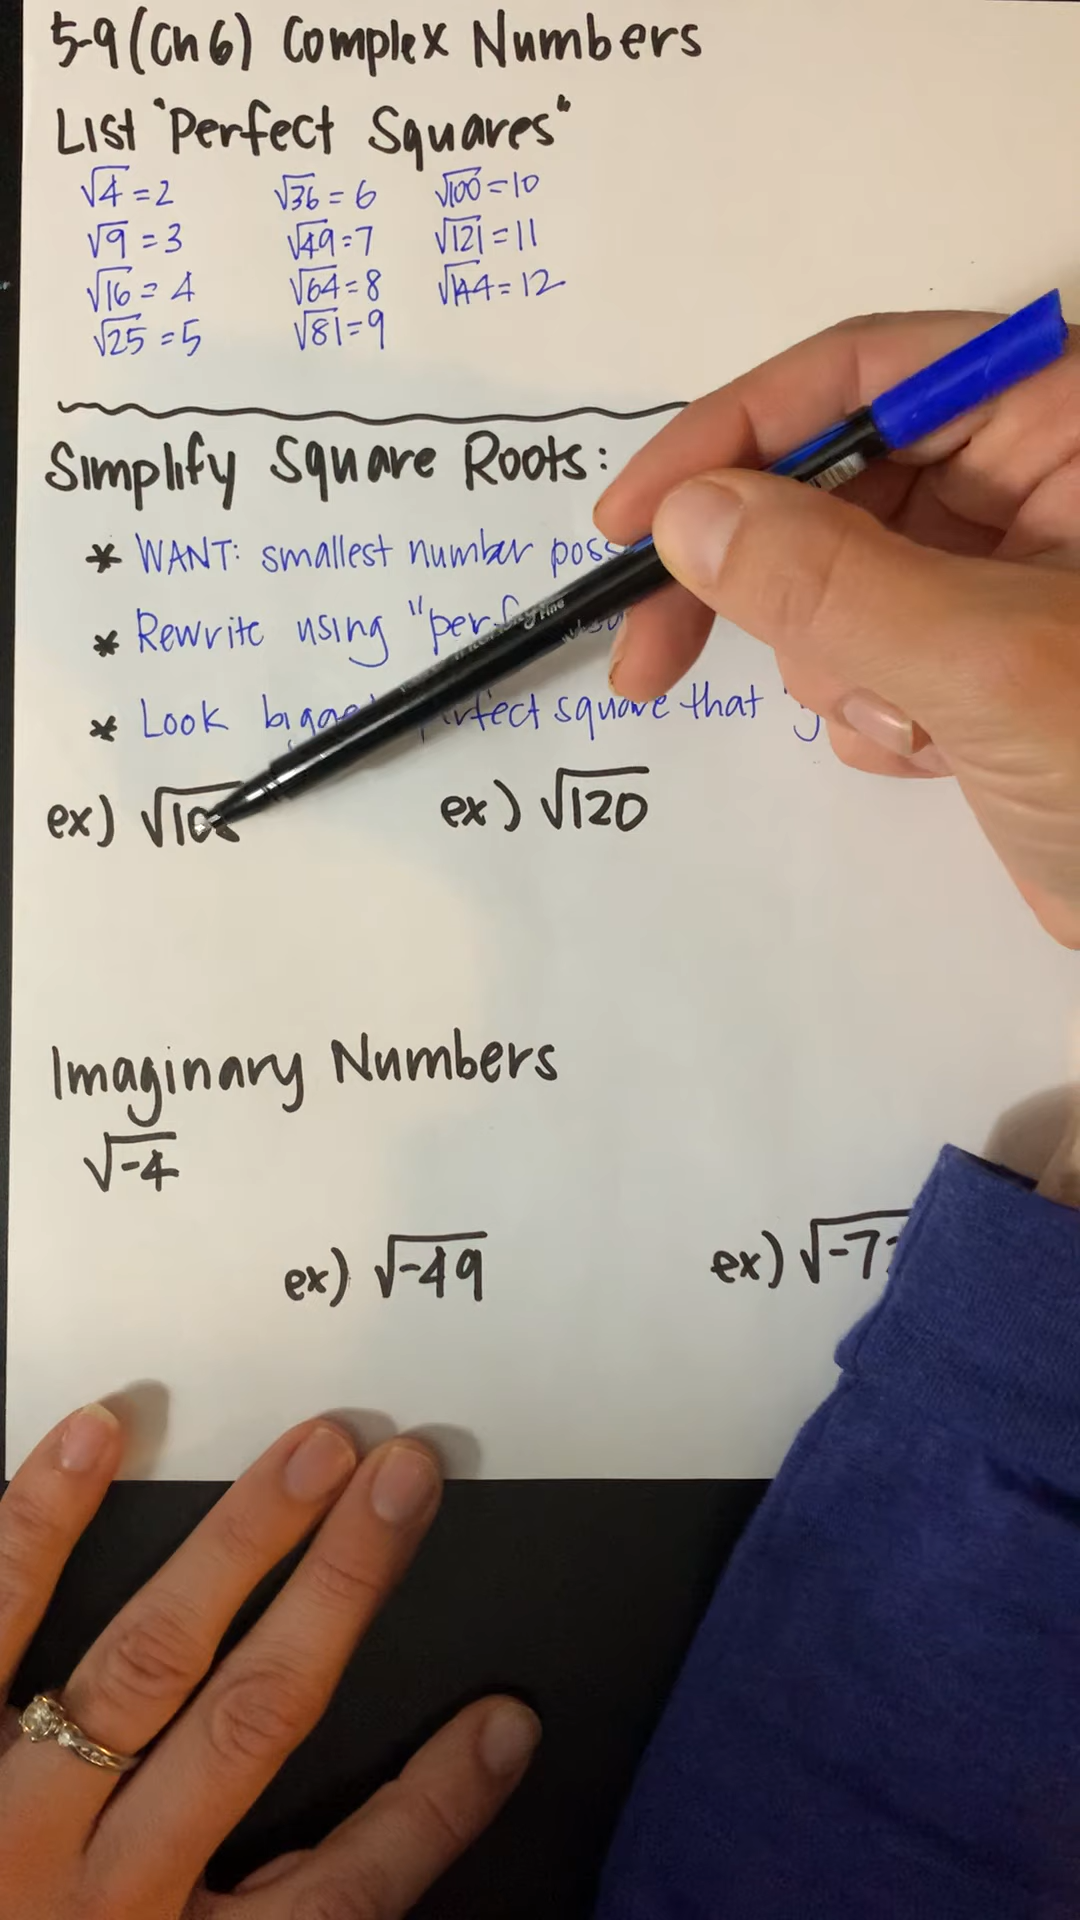 5-9 (Ch 6) Complex Numbers
List "Perfect Squares"
√4 = 2 √36 = 6 √100 = 10
√9 = 3 √49 = 7 √121 = 11
√16 = 4 √64 = 8 √144 = 12
√25 = 5 √81 = 9
Simplify Square Roots:
* WANT: smallest number
* Rewrite using
* Look perfect square that
ex) ex) √120
Imaginary Numbers
√-4
ex) √-49 ex)